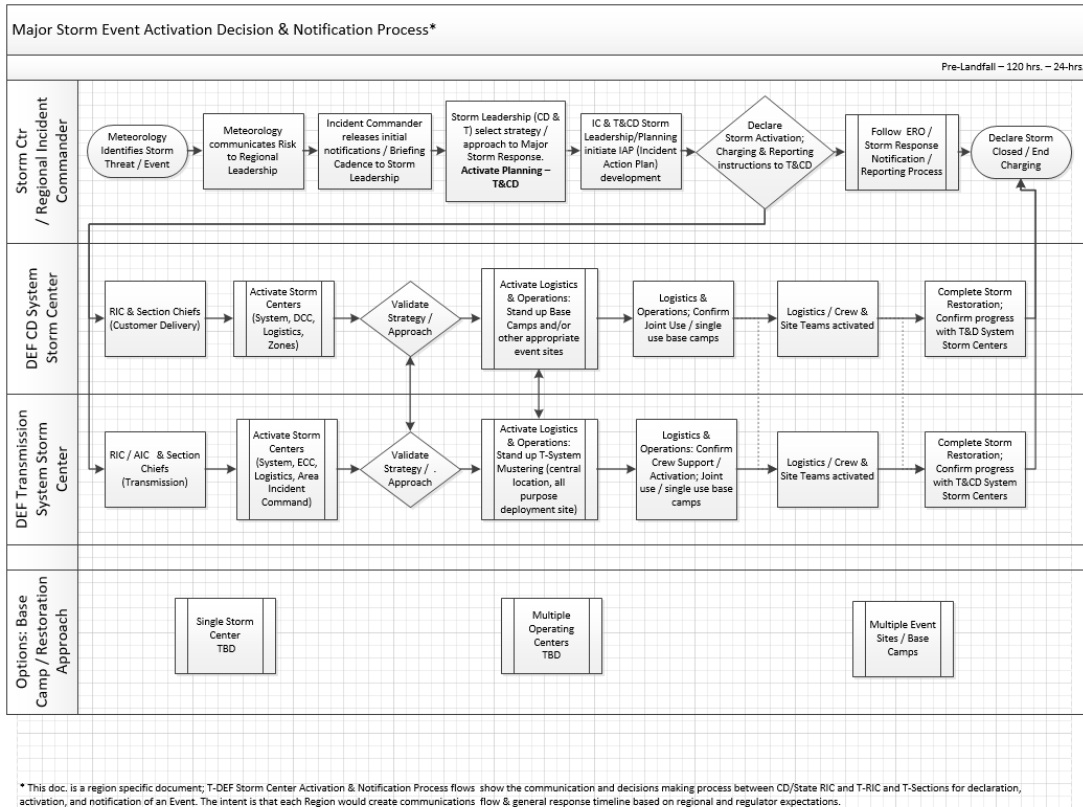 Major Storm Event Activation Decision & Notification Process*
Pre-Landfall – 120 hrs. – 24-hrs.
Storm Ctr
/ Regional Incident
Commander
Meteorology
Identifies Storm
Threat / Event
Meteorology
communicates Risk
to Regional
Leadership
Incident Commander
releases initial
notifications / Briefing
Cadence to Storm
Leadership
Storm Leadership (CD
& T) select strategy /
approach to Major
Storm Response.
Activate Planning –
T&CD
IC & T&CD Storm
Leadership/Planning
initiate IAP (Incident
Action Plan)
development
Declare
Storm Activation;
Charging & Reporting
instructions to T&CD
Follow ERO /
Storm Response
Notification /
Reporting Process
Declare Storm
Closed / End
Charging
DEF CD System
Storm Center
RIC & Section Chiefs
(Customer Delivery)
Activate Storm
Centers
(System, DCC,
Logistics,
Zones)
Validate
Strategy /
Approach
Activate Logistics
& Operations:
Stand up Base
Camps and/or
other appropriate
event sites
Logistics &
Operations; Confirm
Joint Use / single
use base camps
Logistics / Crew &
Site Teams activated
Complete Storm
Restoration;
Confirm progress
with T&D System
Storm Centers
DEF Transmission
System Storm
Center
RIC / AIC & Section
Chiefs
(Transmission)
Activate Storm
Centers
(System, ECC,
Logistics, Area
Incident
Command)
Validate
Strategy / .
Approach
Activate Logistics
& Operations:
Stand up T-System
Mustering (central
location, all
purpose
deployment site)
Logistics &
Operations: Confirm
Crew Support /
Activation; Joint
use / single use base
camps
Logistics / Crew &
Site Teams activated
Complete Storm
Restoration;
Confirm progress
with T&CD System
Storm Centers
Options: Base
Camp / Restoration
Approach
Single Storm
Center
TBD
Multiple
Operating
Centers
TBD
Multiple Event
Sites / Base
Camps
* This doc. is a region specific document; T-DEF Storm Center Activation & Notification Process flows show the communication and decisions making process between CD/State RIC and T-RIC and T-Sections for declaration,
activation, and notification of an Event. The intent is that each Region would create communications flow & general response timeline based on regional and regulator expectations.